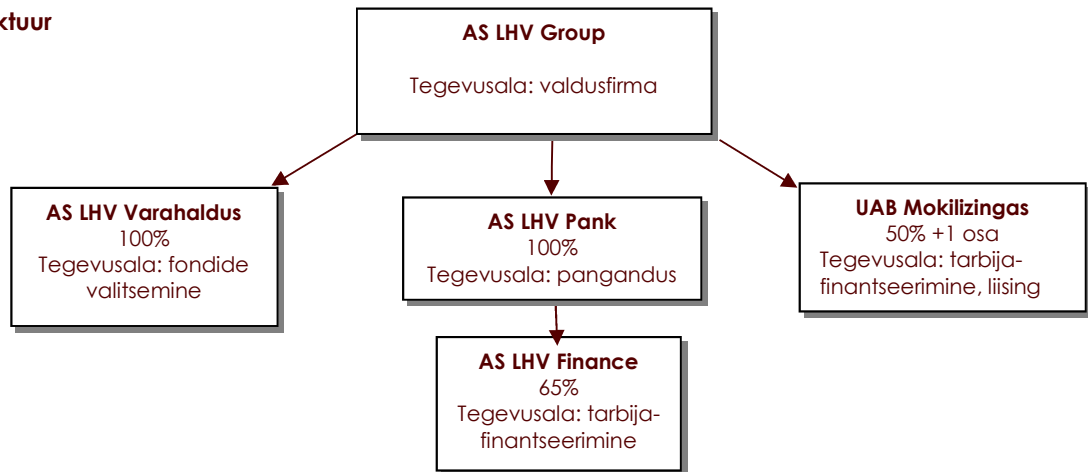 ktuur
AS LHV Group
Tegevusala: valdusfirma
AS LHV Varahaldus
100%
Tegevusala: fondide
valitsemine
AS LHV Pank
100%
Tegevusala: pangandus
UAB Mokilizingas
50% +1 osa
Tegevusala: tarbija-
finantseerimine, liising
AS LHV Finance
65%
Tegevusala: tarbija-
finantseerimine